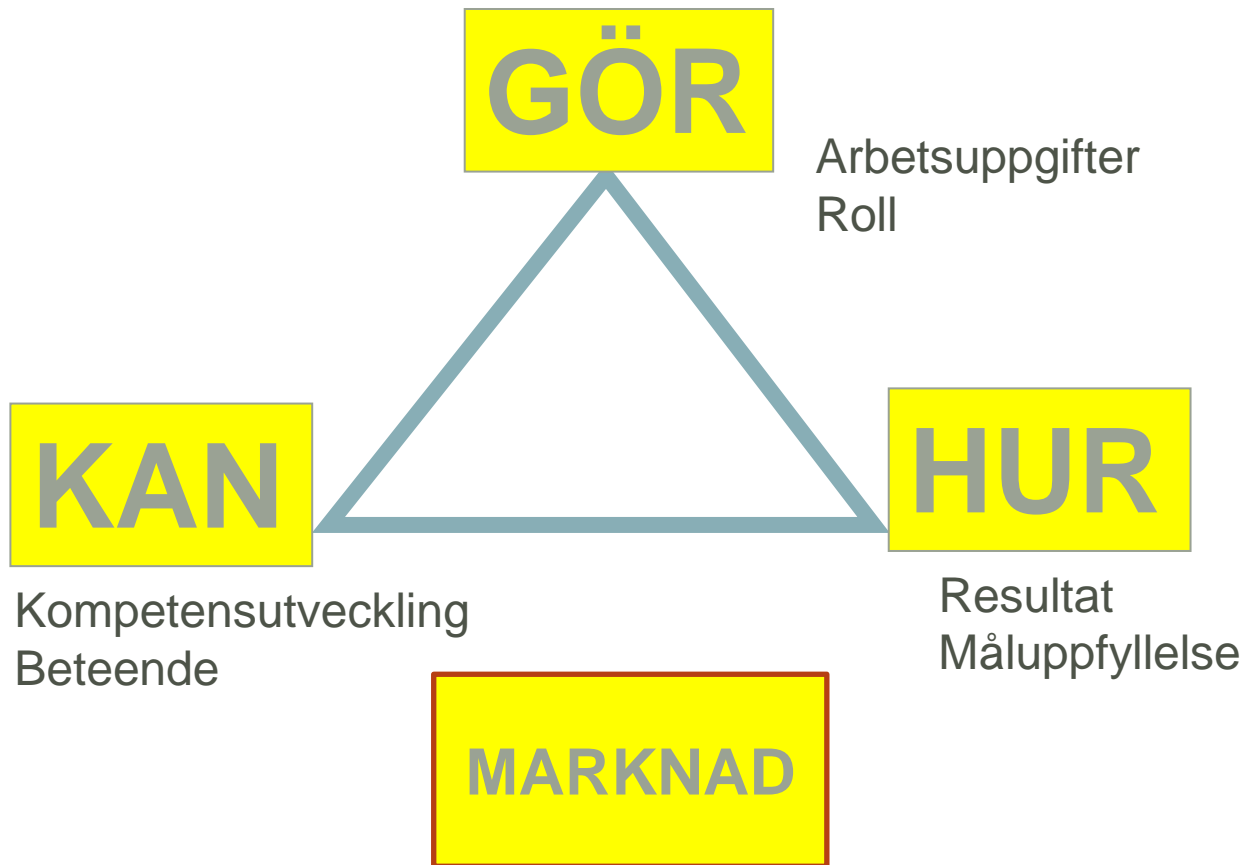 GÖR
Arbetsuppgifter
Roll
KAN
HUR
Kompetensutveckling
Beteende
Resultat
Måluppfyllelse
MARKNAD